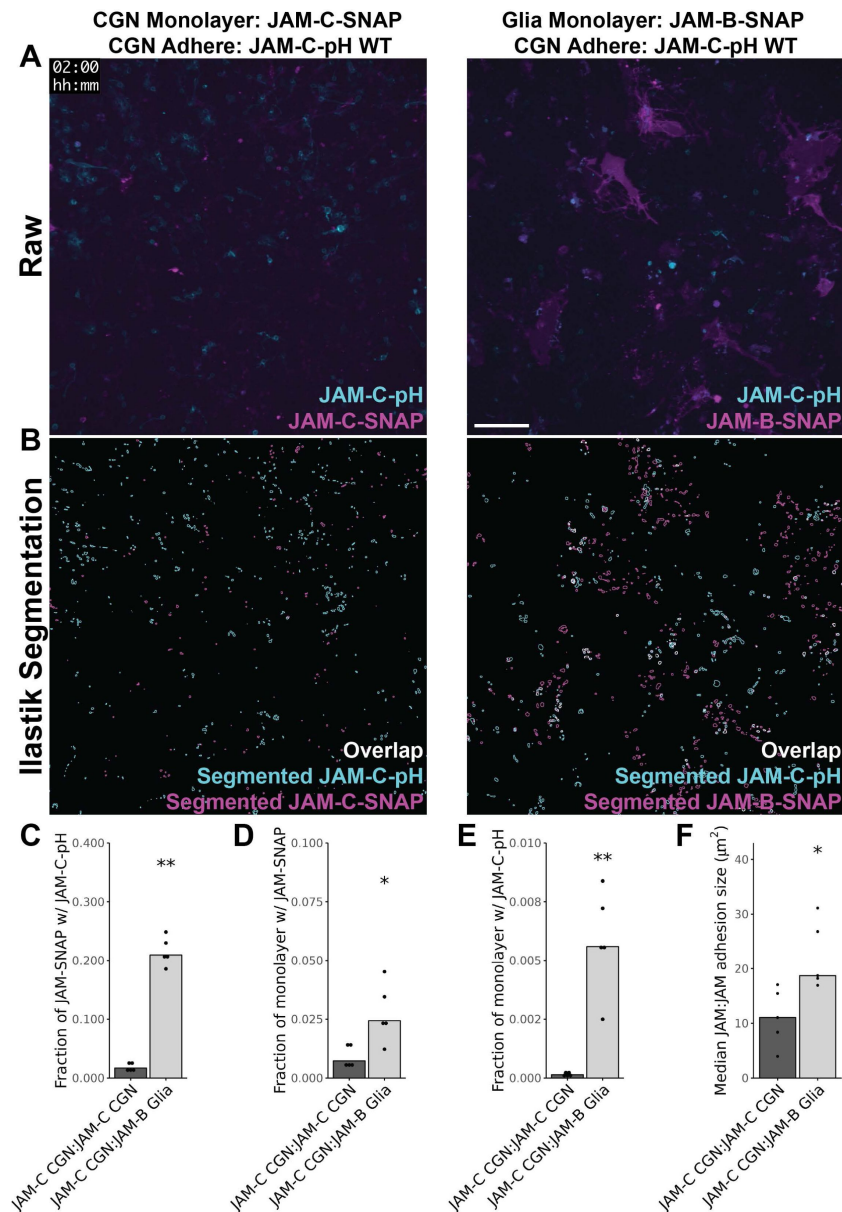 CGN Monolayer: JAM-C-SNAP
CGN Adhere: JAM-C-pH WT
Glia Monolayer: JAM-B-SNAP
CGN Adhere: JAM-C-pH WT
A
Raw
02:00
hh:mm
JAM-C-pH
JAM-C-SNAP
JAM-C-pH
JAM-B-SNAP
B
Ilastik Segmentation
Overlap
Segmented JAM-C-pH
Segmented JAM-C-SNAP
Overlap
Segmented JAM-C-pH
Segmented JAM-B-SNAP
C
Fraction of JAM-SNAP w/ JAM-C-pH
0.400
0.300
0.200
0.100
0.000
**
JAM-C CGN:JAM-C CGN
JAM-C CGN:JAM-B Glia
D
Fraction of monolayer w/ JAM-SNAP
0.100
0.075
0.050
0.025
0.000
*
JAM-C CGN:JAM-C CGN
JAM-C CGN:JAM-B Glia
E
Fraction of monolayer w/ JAM-C-pH
0.010
0.008
0.005
0.002
0.000
**
JAM-C CGN:JAM-C CGN
JAM-C CGN:JAM-B Glia
F
Median JAM:JAM adhesion size (μm²)
40
30
20
10
0
*
JAM-C CGN:JAM-C CGN
JAM-C CGN:JAM-B Glia